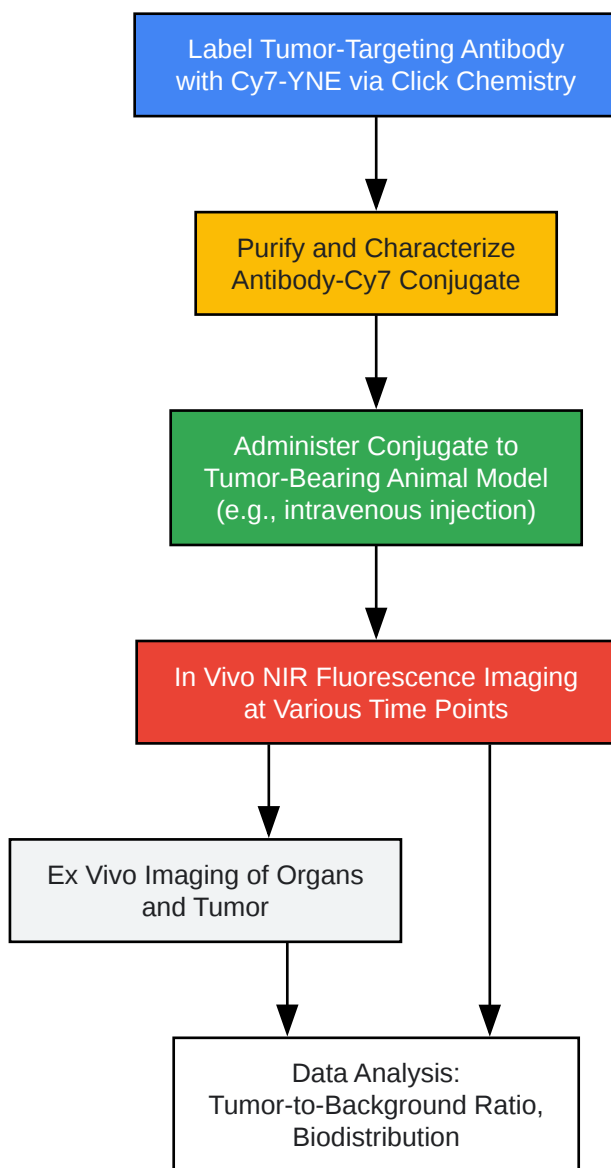 Label Tumor-Targeting Antibody
with Cy7-YNE via Click Chemistry
Purify and Characterize
Antibody-Cy7 Conjugate
Administer Conjugate to
Tumor-Bearing Animal Model
(e.g., intravenous injection)
In Vivo NIR Fluorescence Imaging
at Various Time Points
Ex Vivo Imaging of Organs
and Tumor
Data Analysis:
Tumor-to-Background Ratio,
Biodistribution